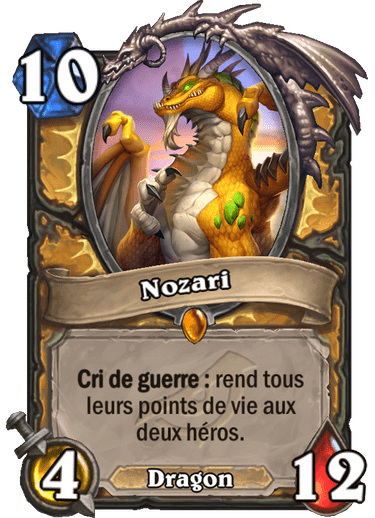 10
Nozari
Cri de guerre : rend tous
leurs points de vie aux
deux héros.
4
Dragon
12